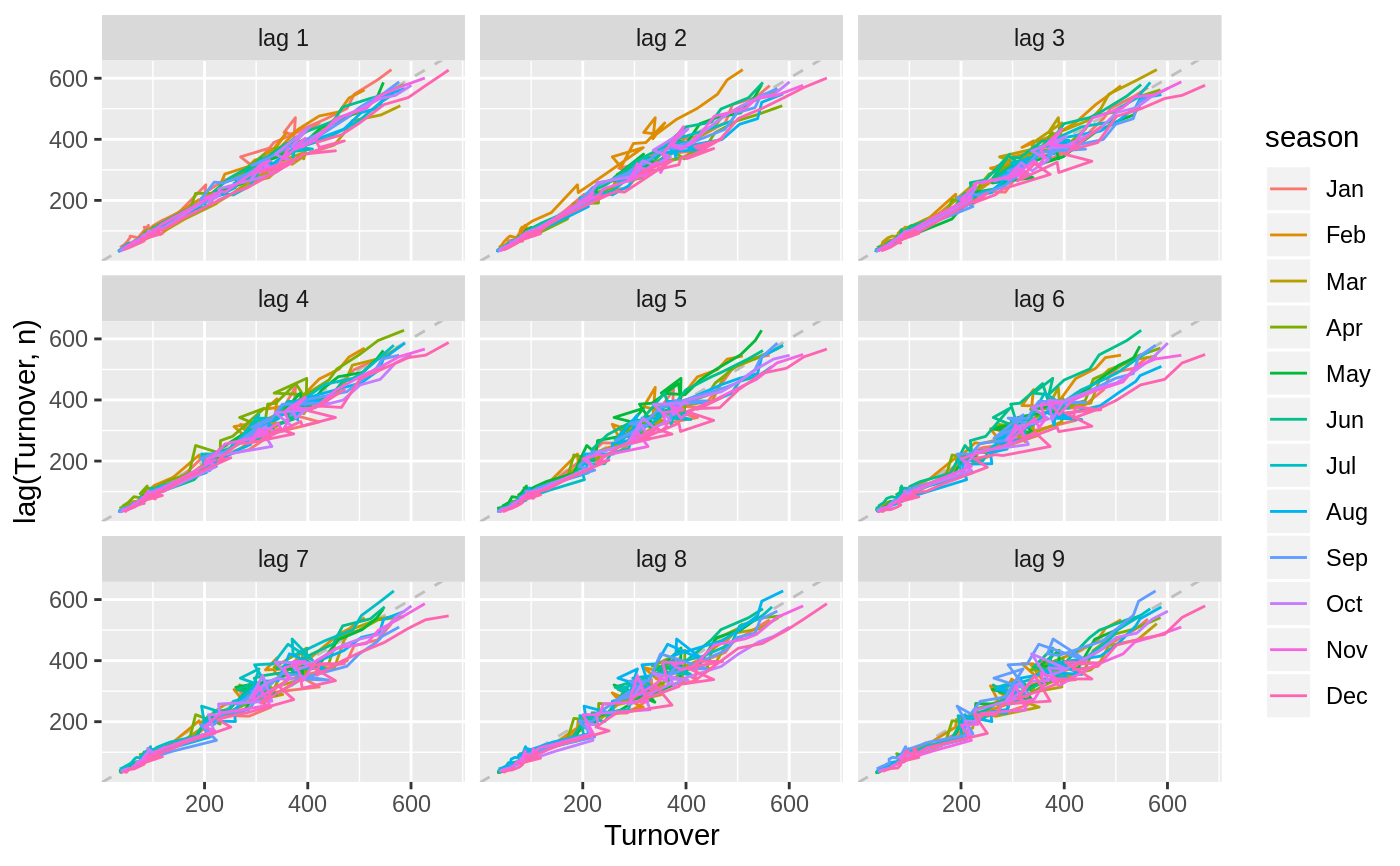 lag 1
lag 2
lag 3
600
400
200
lag 4
lag 5
lag 6
600
400
200
lag 7
lag 8
lag 9
600
400
200
200 400 600
200 400 600
200 400 600
Turnover
lag(Turnover, n)
season
Jan
Feb
Mar
Apr
May
Jun
Jul
Aug
Sep
Oct
Nov
Dec